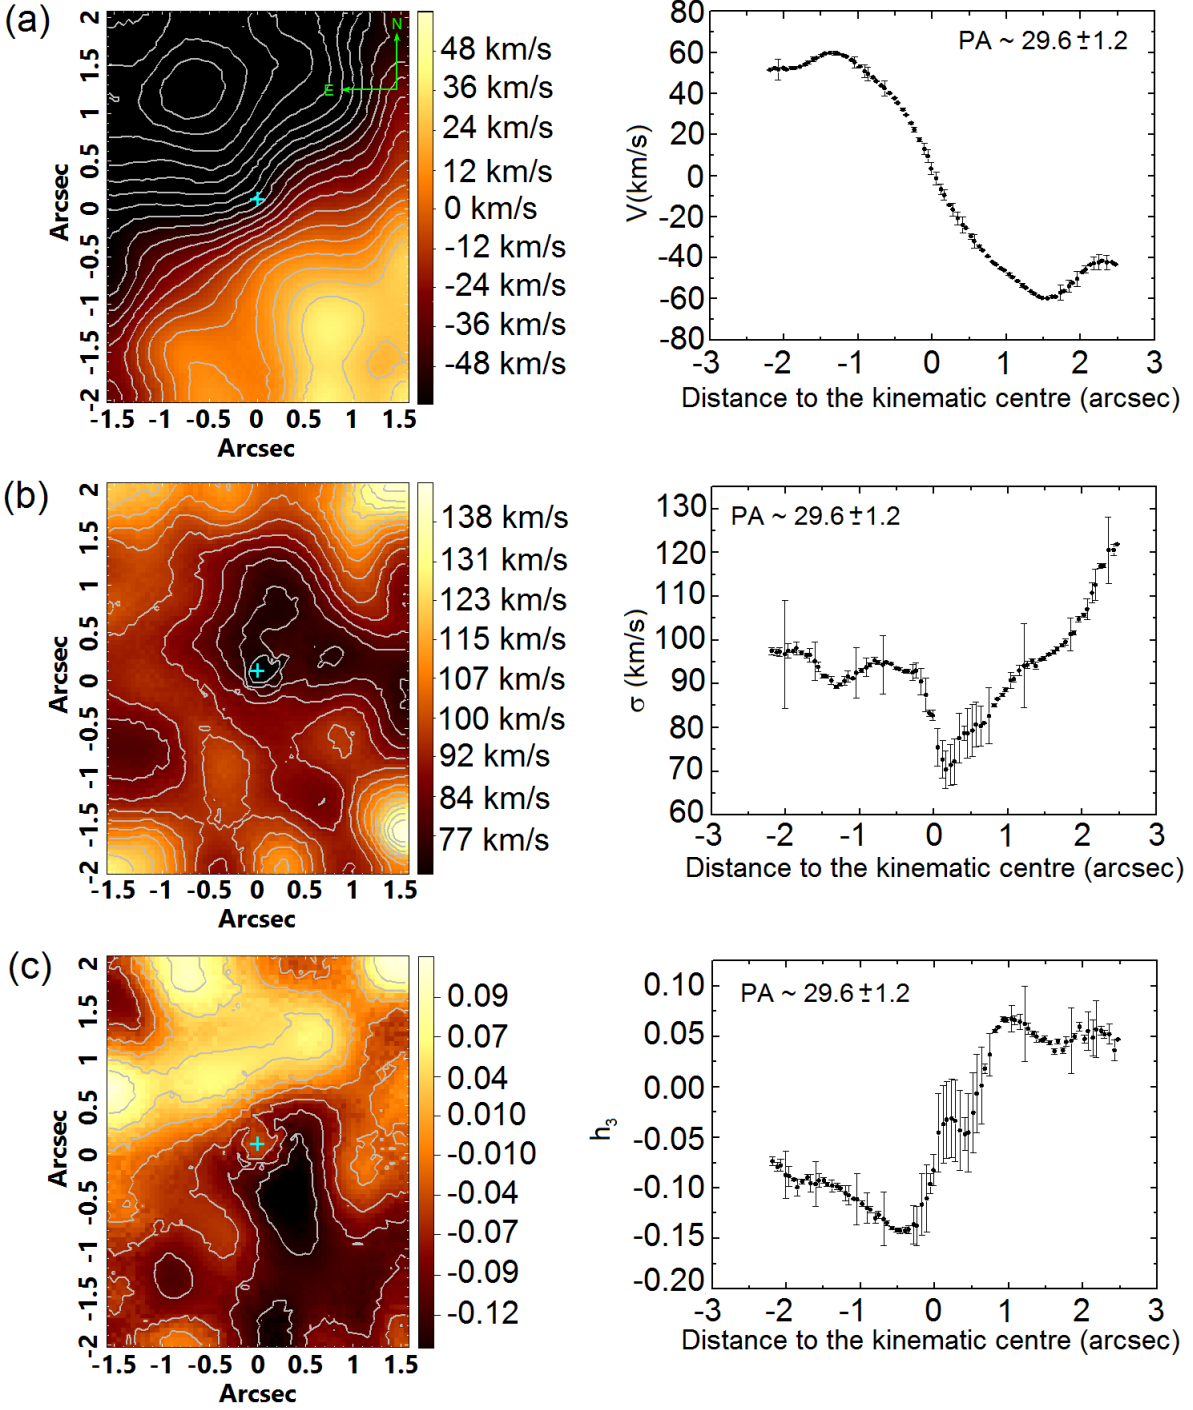 (a)
N
E
2
1.5
1
0.5
0
-0.5
-1
-1.5
-2
Arcsec
-1.5 -1 -0.5 0 0.5 1 1.5
Arcsec
48 km/s
36 km/s
24 km/s
12 km/s
0 km/s
-12 km/s
-24 km/s
-36 km/s
-48 km/s
PA ~ 29.6 ± 1.2
80
60
40
20
0
-20
-40
-60
-80
V(km/s)
-3 -2 -1 0 1 2 3
Distance to the kinematic centre (arcsec)
(b)
2
1.5
1
0.5
0
-0.5
-1
-1.5
-2
Arcsec
-1.5 -1 -0.5 0 0.5 1 1.5
Arcsec
138 km/s
131 km/s
123 km/s
115 km/s
107 km/s
100 km/s
92 km/s
84 km/s
77 km/s
PA ~ 29.6 ± 1.2
130
120
110
100
90
80
70
60
σ (km/s)
-3 -2 -1 0 1 2 3
Distance to the kinematic centre (arcsec)
(c)
2
1.5
1
0.5
0
-0.5
-1
-1.5
-2
Arcsec
-1.5 -1 -0.5 0 0.5 1 1.5
Arcsec
0.09
0.07
0.04
0.010
-0.010
-0.04
-0.07
-0.09
-0.12
PA ~ 29.6 ± 1.2
0.10
0.05
0.00
-0.05
-0.10
-0.15
-0.20
h₃
-3 -2 -1 0 1 2 3
Distance to the kinematic centre (arcsec)